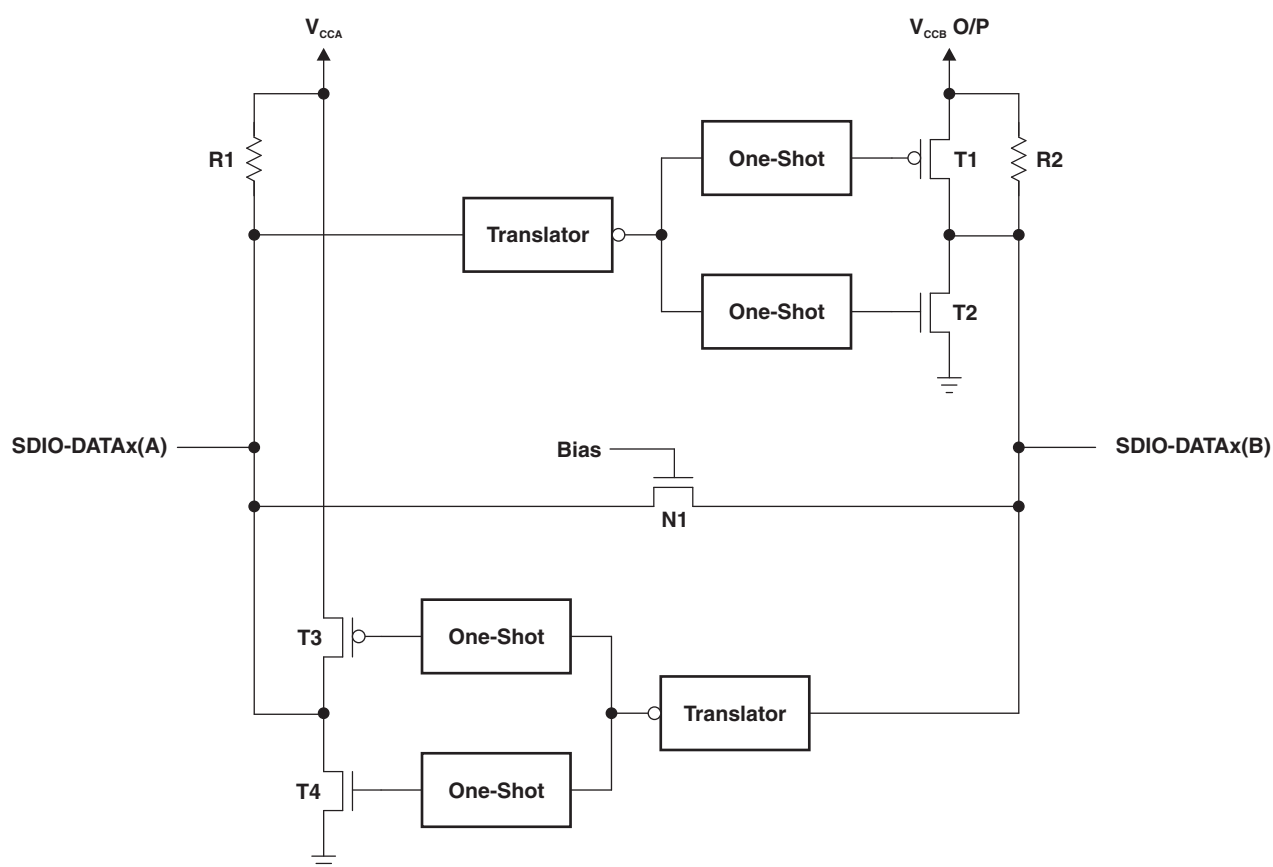 VCCA
VCCB O/P
R1
One-Shot
T1
R2
Translator
One-Shot
T2
SDIO-DATAx(A)
Bias
SDIO-DATAx(B)
N1
T3
One-Shot
Translator
T4
One-Shot